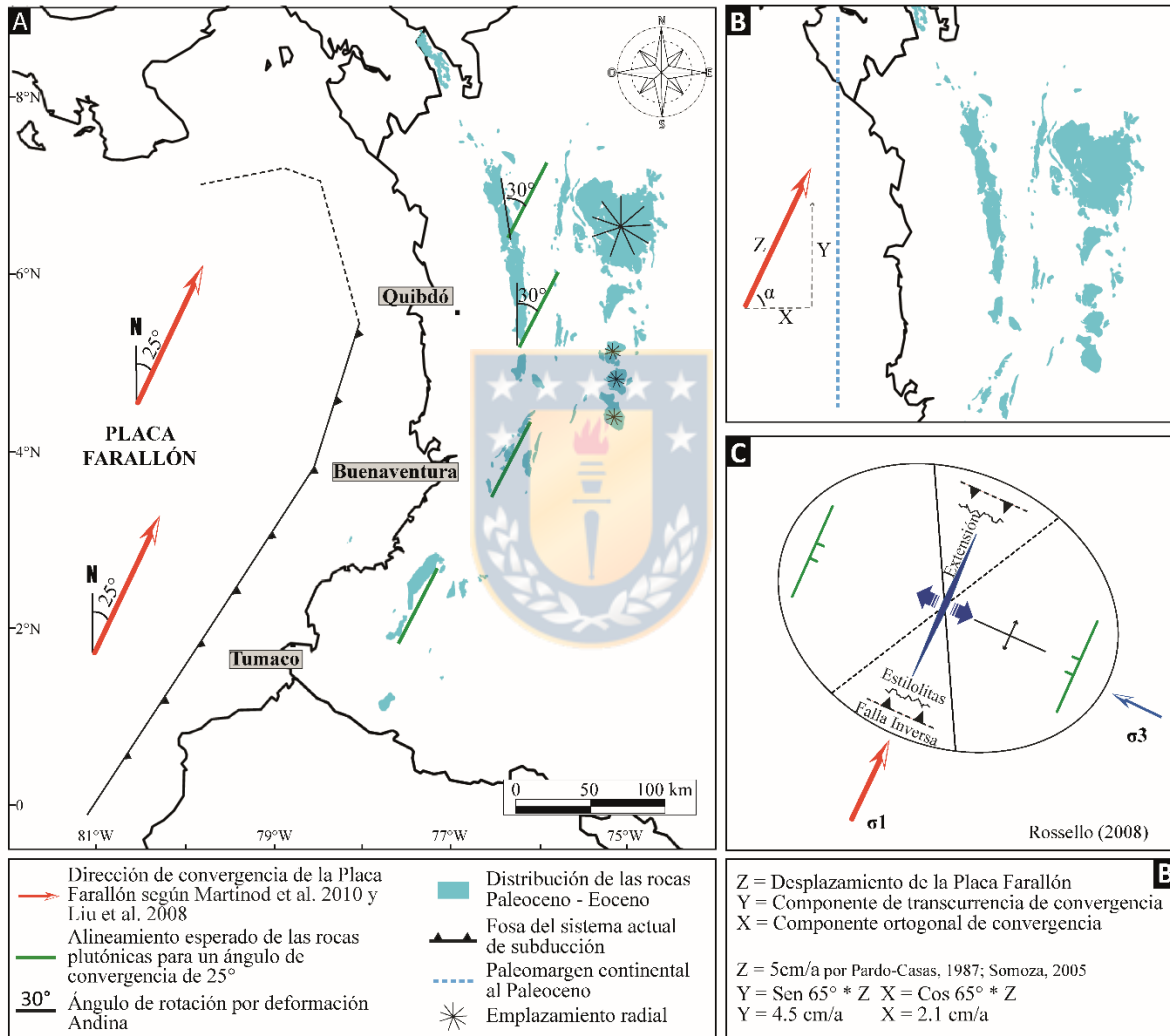 A
N
O
E
S
8°N
6°N
4°N
2°N
0
30°
30°
Quibdó
N
25°
PLACA
FARALLÓN
Buenaventura
N
25°
Tumaco
0 50 100 km
81°W 79°W 77°W 75°W
B
Z
Y
α
X
C
Extensión
Estilolitas
Falla Inversa
σ3
σ1
Rossello (2008)
Dirección de convergencia de la Placa
Farallón según Martinod et al. 2010 y
Liu et al. 2008
Alineamiento esperado de las rocas
plutónicas para un ángulo de
convergencia de 25°
30° Ángulo de rotación por deformación
Andina
Distribución de las rocas
Paleoceno - Eoceno
Fosa del sistema actual
de subducción
Paleomargen continental
al Paleoceno
Emplazamiento radial
B
Z = Desplazamiento de la Placa Farallón
Y = Componente de transcurrencia de convergencia
X = Componente ortogonal de convergencia
Z = 5cm/a por Pardo-Casas, 1987; Somoza, 2005
Y = Sen 65° * Z X = Cos 65° * Z
Y = 4.5 cm/a X = 2.1 cm/a